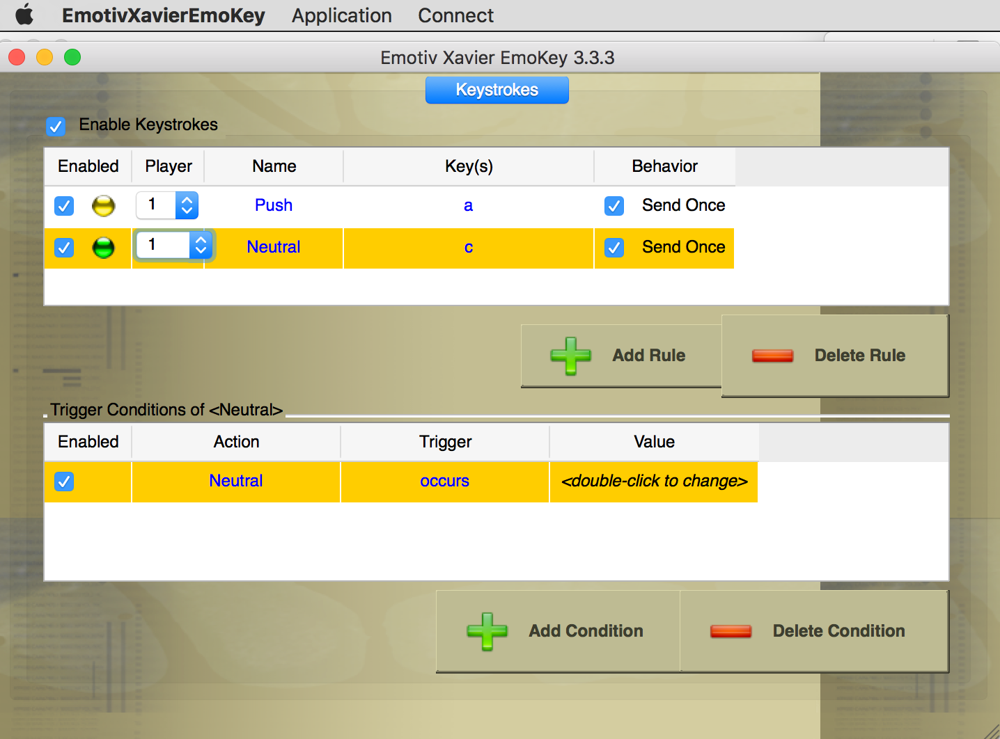 EmotivXavierEmoKey Application Connect
Emotiv Xavier EmoKey 3.3.3
Keystrokes
Enable Keystrokes
Enabled Player Name Key(s) Behavior
1 Push a Send Once
1 Neutral c Send Once
Add Rule Delete Rule
Trigger Conditions of <Neutral>
Enabled Action Trigger Value
Neutral occurs <double-click to change>
Add Condition Delete Condition